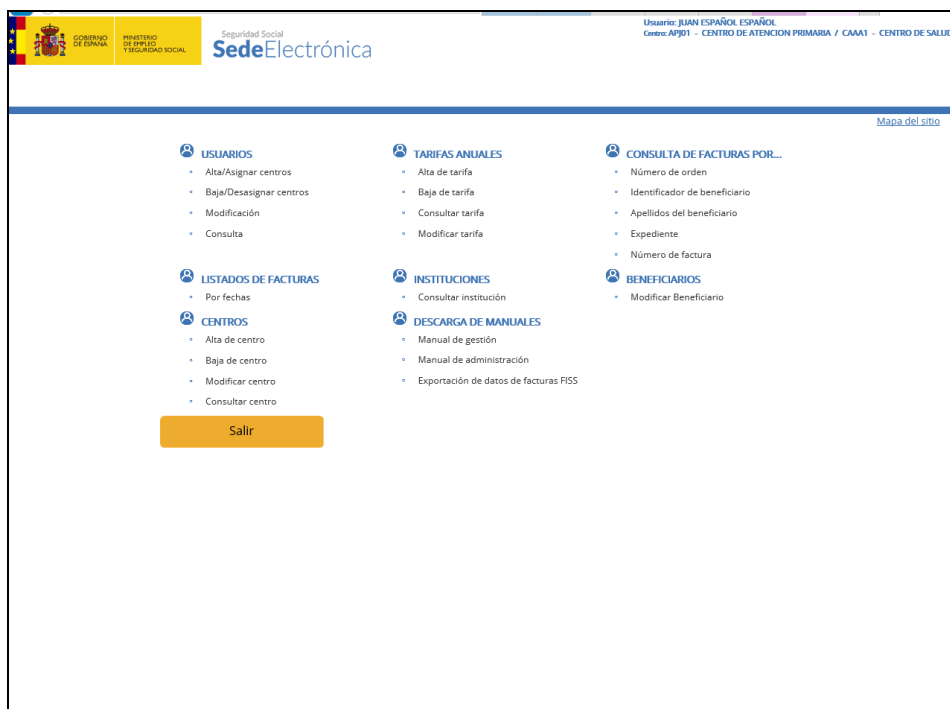 GOBIERNO
DE ESPAÑA
MINISTERIO
DE EMPLEO
Y SEGURIDAD SOCIAL
Seguridad Social
SedeElectrónica
Usuario: JUAN ESPAÑOL ESPAÑOL
Centro: APJ01 - CENTRO DE ATENCION PRIMARIA / CAAA1 - CENTRO DE SALUD
Mapa del sitio
USUARIOS
Alta/Asignar centros
Baja/Desasignar centros
Modificación
Consulta
TARIFAS ANUALES
Alta de tarifa
Baja de tarifa
Consultar tarifa
Modificar tarifa
CONSULTA DE FACTURAS POR...
Número de orden
Identificador de beneficiario
Apellidos del beneficiario
Expediente
Número de factura
LISTADOS DE FACTURAS
Por fechas
INSTITUCIONES
Consultar institución
BENEFICIARIOS
Modificar Beneficiario
CENTROS
Alta de centro
Baja de centro
Modificar centro
Consultar centro
DESCARGA DE MANUALES
Manual de gestión
Manual de administración
Exportación de datos de facturas FISS
Salir